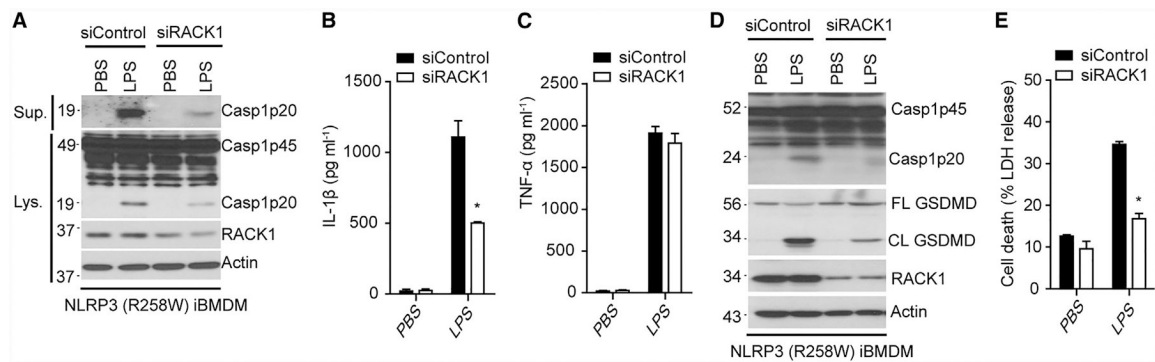 A
siControl siRACK1
PBS LPS PBS LPS
Sup. 19 Casp1p20
49 Casp1p45
Lys. 19 Casp1p20
37 RACK1
Actin
37
NLRP3 (R258W) iBMDM
B
siControl
siRACK1
IL-1β (pg ml⁻¹)
1500
1000
500
0
*
PBS LPS
C
siControl
siRACK1
TNF-α (pg ml⁻¹)
2500
2000
1500
1000
500
0
PBS LPS
D
siControl siRACK1
PBS LPS PBS LPS
52 Casp1p45
24 Casp1p20
56 FL GSDMD
34 CL GSDMD
34 RACK1
43 Actin
NLRP3 (R258W) iBMDM
E
siControl
siRACK1
Cell death (% LDH release)
50
40
30
20
10
0
*
PBS LPS